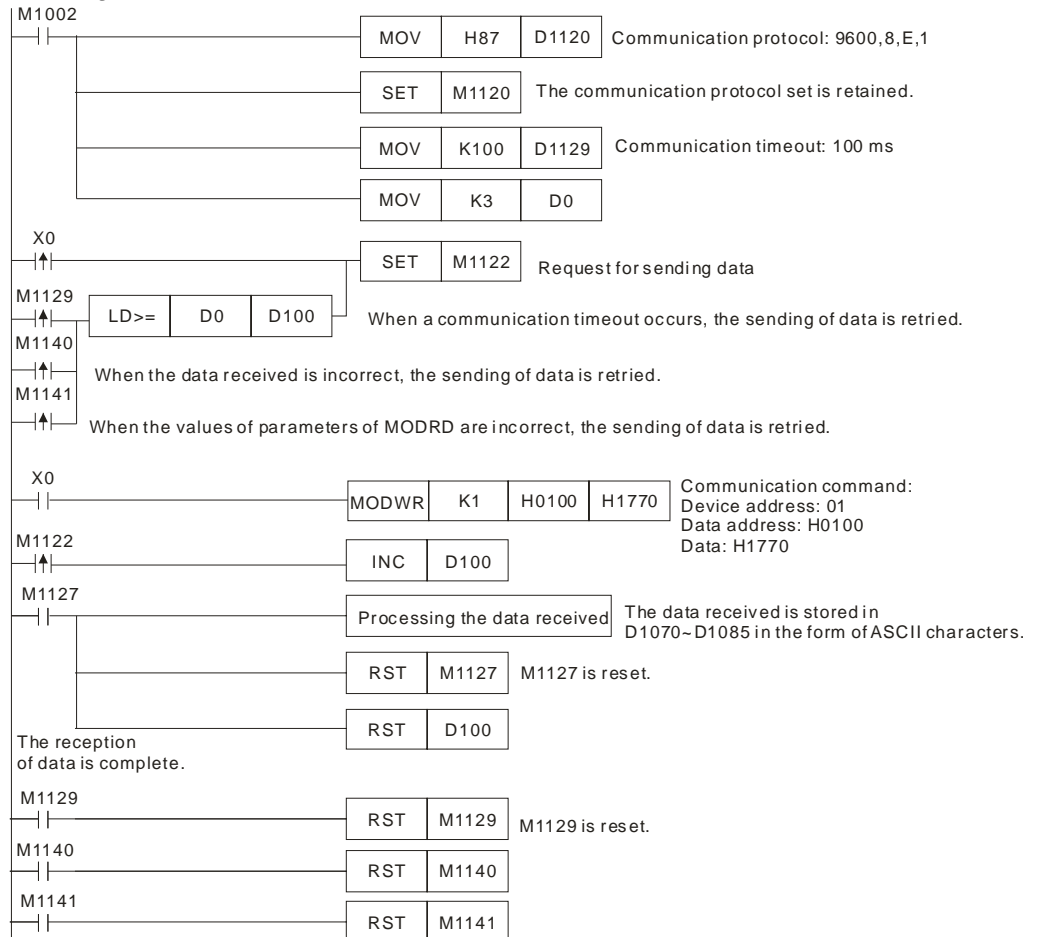 M1002
MOV H87 D1120 Communication protocol: 9600,8,E,1
SET M1120 The communication protocol set is retained.
MOV K100 D1129 Communication timeout: 100 ms
MOV K3 D0
X0
SET M1122 Request for sending data
M1129
LD>= D0 D100 When a communication timeout occurs, the sending of data is retried.
M1140
When the data received is incorrect, the sending of data is retried.
M1141
When the values of parameters of MODRD are incorrect, the sending of data is retried.
X0
MODWR K1 H0100 H1770
Communication command:
Device address: 01
Data address: H0100
Data: H1770
M1122
INC D100
M1127
Processing the data received
The data received is stored in
D1070~D1085 in the form of ASCII characters.
RST M1127 M1127 is reset.
RST D100
The reception
of data is complete.
M1129
RST M1129 M1129 is reset.
M1140
RST M1140
M1141
RST M1141